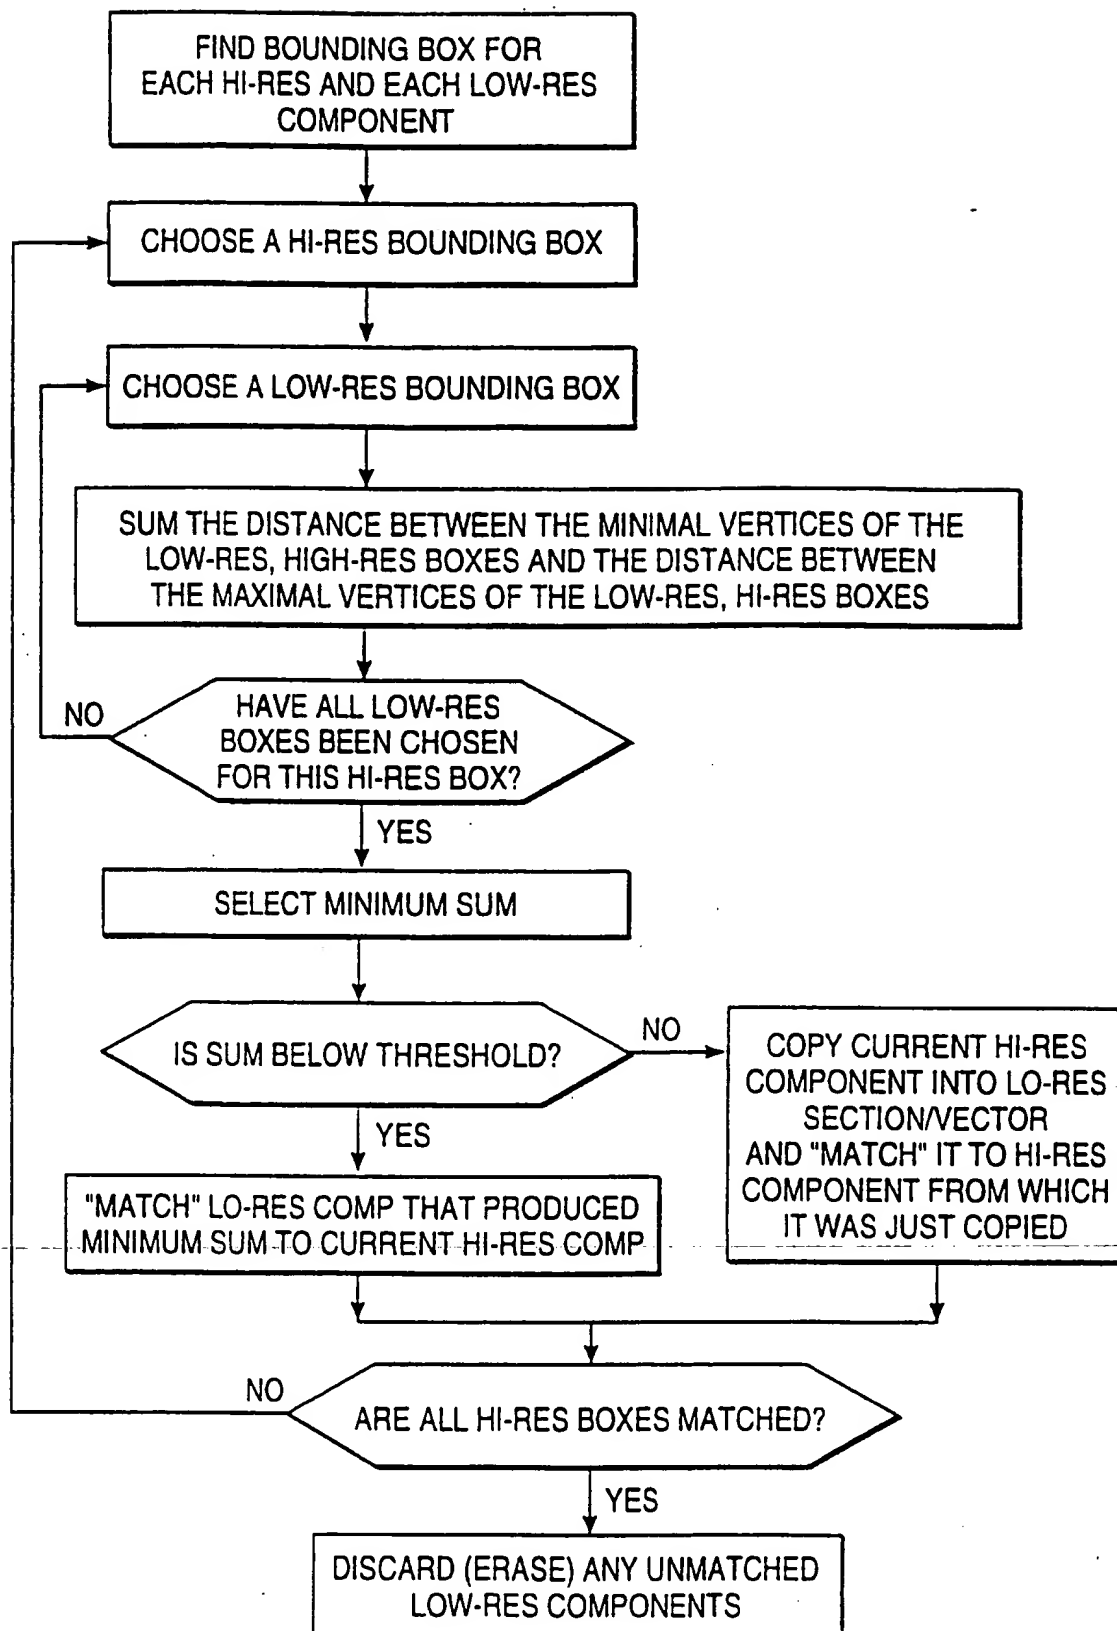 FIND BOUNDING BOX FOR
EACH HI-RES AND EACH LOW-RES
COMPONENT
CHOOSE A HI-RES BOUNDING BOX
CHOOSE A LOW-RES BOUNDING BOX
SUM THE DISTANCE BETWEEN THE MINIMAL VERTICES OF THE
LOW-RES, HIGH-RES BOXES AND THE DISTANCE BETWEEN
THE MAXIMAL VERTICES OF THE LOW-RES, HI-RES BOXES
NO
HAVE ALL LOW-RES
BOXES BEEN CHOSEN
FOR THIS HI-RES BOX?
YES
SELECT MINIMUM SUM
IS SUM BELOW THRESHOLD?
NO
COPY CURRENT HI-RES
COMPONENT INTO LO-RES
SECTION/VECTOR
AND "MATCH" IT TO HI-RES
COMPONENT FROM WHICH
IT WAS JUST COPIED
YES
"MATCH" LO-RES COMP THAT PRODUCED
MINIMUM SUM TO CURRENT HI-RES COMP
NO
ARE ALL HI-RES BOXES MATCHED?
YES
DISCARD (ERASE) ANY UNMATCHED
LOW-RES COMPONENTS